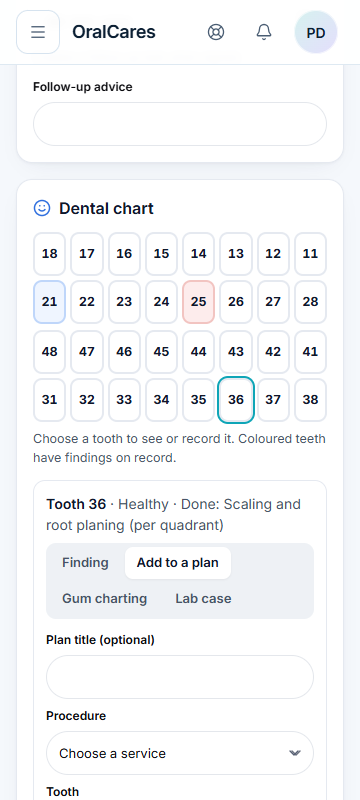 OralCares
PD
Follow-up advice
Dental chart
18 17 16 15 14 13 12 11
21 22 23 24 25 26 27 28
48 47 46 45 44 43 42 41
31 32 33 34 35 36 37 38
Choose a tooth to see or record it. Coloured teeth
have findings on record.
Tooth 36 · Healthy · Done: Scaling and
root planing (per quadrant)
Finding Add to a plan
Gum charting Lab case
Plan title (optional)
Procedure
Choose a service
Tooth